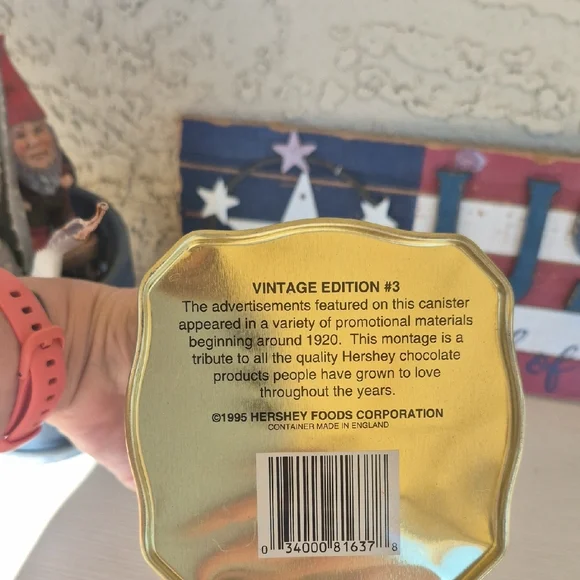 VINTAGE EDITION #3
The advertisements featured on this canister
appeared in a variety of promotional materials
beginning around 1920. This montage is a
tribute to all the quality Hershey chocolate
products people have grown to love
throughout the years.
©1995 HERSHEY FOODS CORPORATION
CONTAINER MADE IN ENGLAND
0 34000 81637 8
US
of